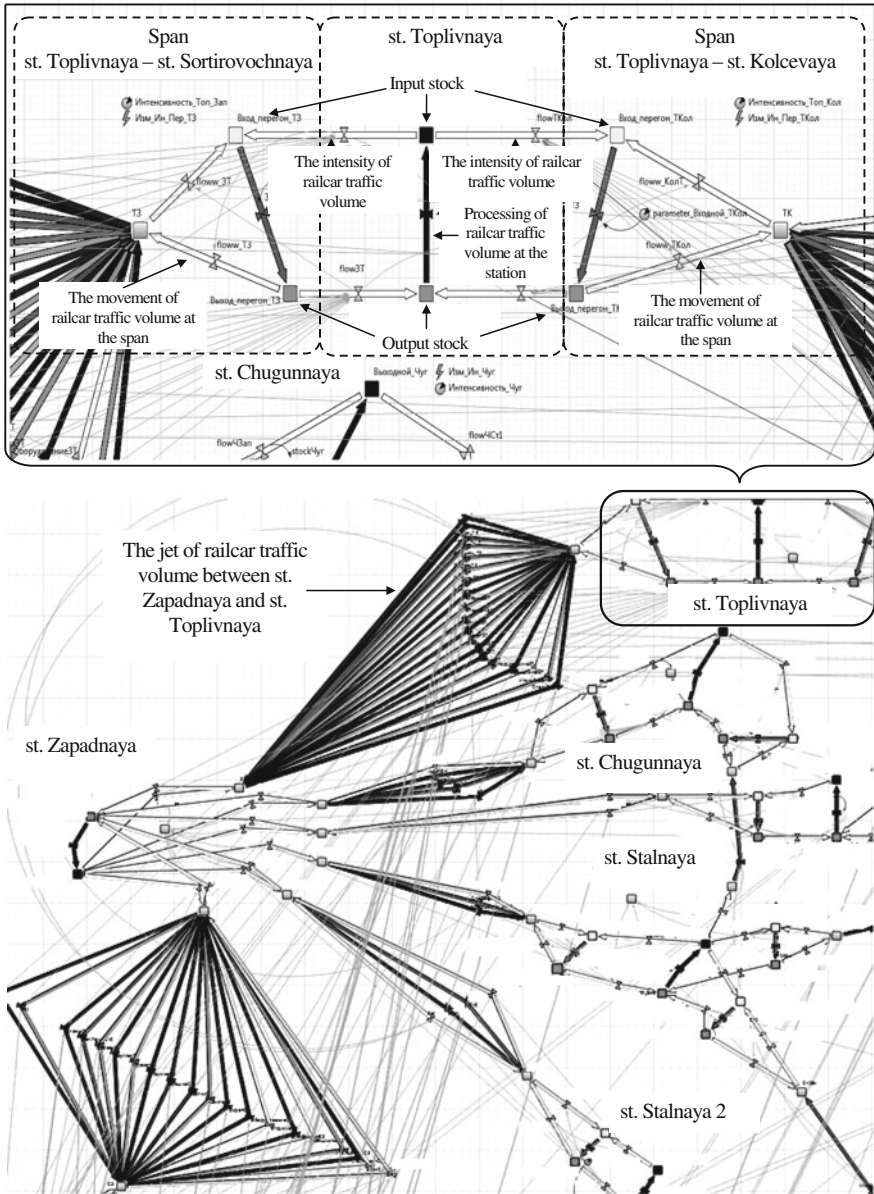 Span
st. Toplivnaya – st. Sortirovochnaya
st. Toplivnaya
Span
st. Toplivnaya – st. Kolcevaya
Input stock
Интенсивность_Топ_Зап
Изм_Ин_Пер_ТЗ
Вход_перегон_ТЗ
flowТКол
Вход_перегон_ТКол
Интенсивность_Топ_Кол
Изм_Ин_Пер_ТКол
The intensity of
railcar traffic
volume
The intensity of railcar
traffic volume
floww_ЗТ
floww_КолТ
Processing of
railcar traffic
volume at the
station
parameter_Входной_ТКол
ТЗ
ТК
floww_ТЗ
floww_ТКол
flowЗТ
The movement of
railcar traffic volume at
the span
Выход_перегон_ТЗ
The movement of
railcar traffic volume at
the span
Output stock
st. Chugunnaya
Выходной_Чуг
Изм_Ин_Чуг
Интенсивность_Чуг
flowЧЗап
stockЧуг
flowЧСт1
The jet of railcar traffic
volume between st.
Zapadnaya and st.
Toplivnaya
st. Toplivnaya
st. Zapadnaya
st. Chugunnaya
st. Stalnaya
st. Stalnaya 2